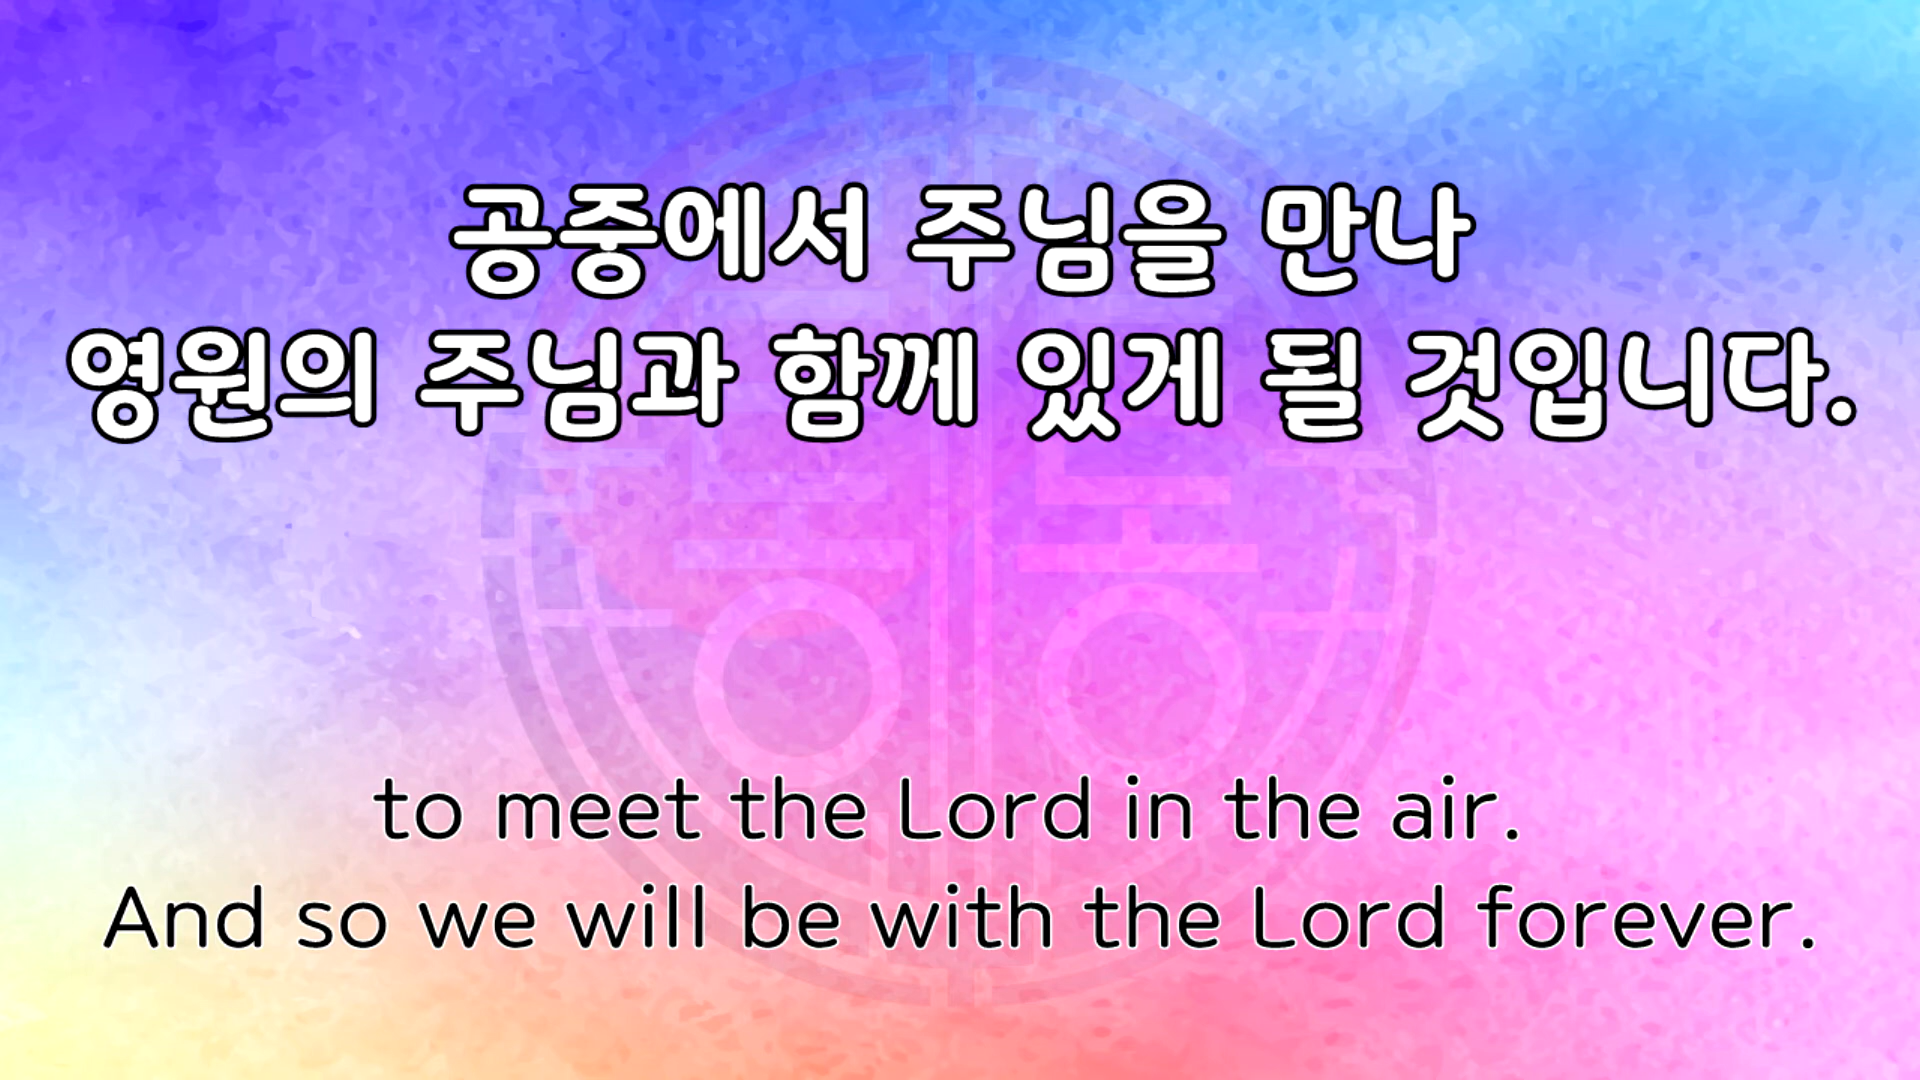 공중에서 주님을 만나
영원의 주님과 함께 있게 될 것입니다.
to meet the Lord in the air.
And so we will be with the Lord forever.